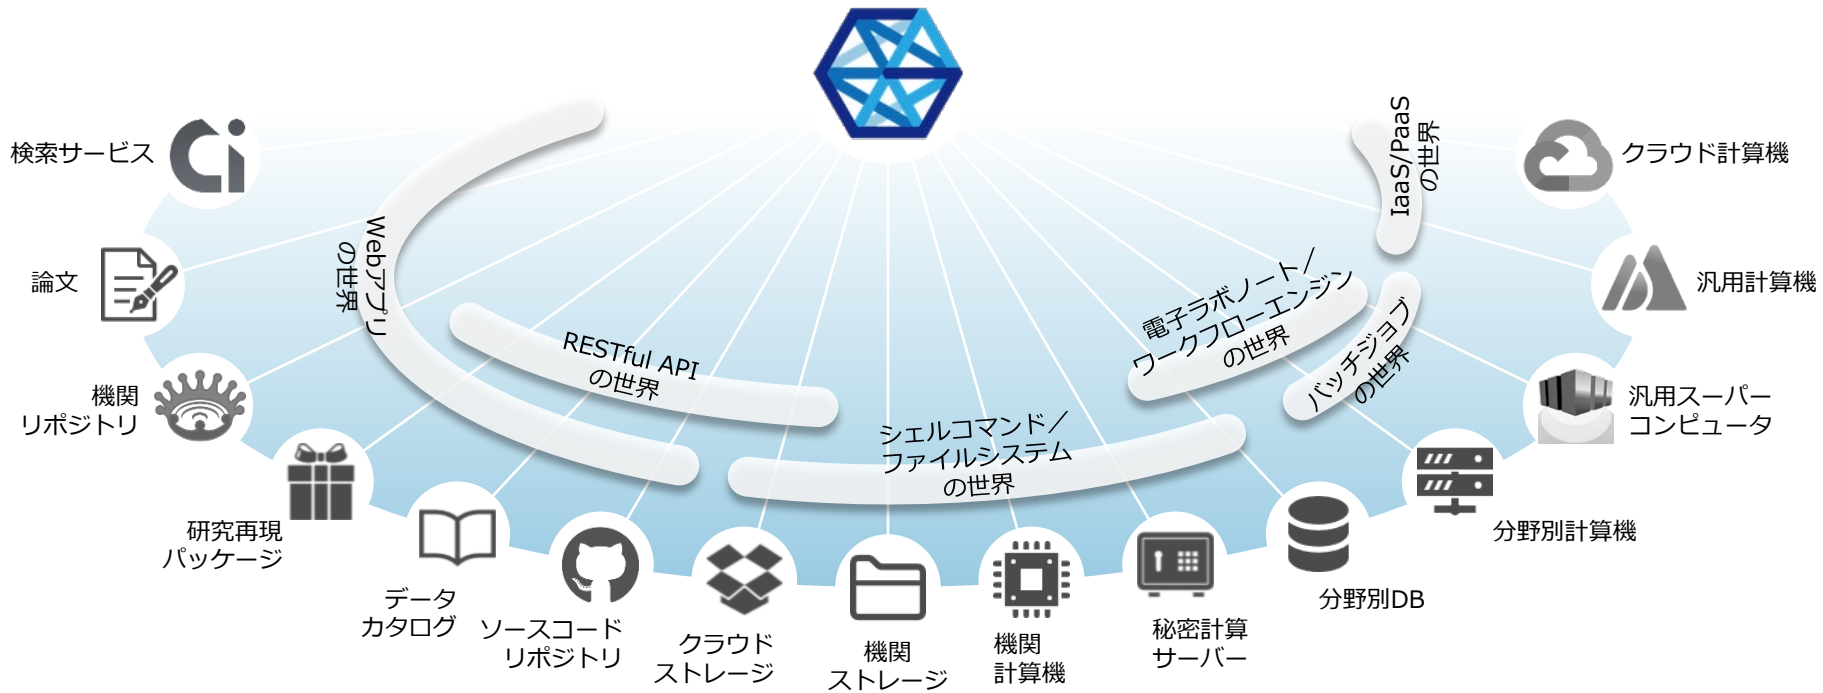 検索サービス
論文
機関
リポジトリ
研究再現
パッケージ
データ
カタログ
ソースコード
リポジトリ
クラウド
ストレージ
機関
ストレージ
機関
計算機
秘密計算
サーバー
分野別DB
分野別計算機
汎用スーパー
コンピュータ
汎用計算機
クラウド計算機
Webアプリ
の世界
RESTful API
の世界
シェルコマンド／
ファイルシステム
の世界
電子ラボノート／
ワークフローエンジン
の世界
バッチジョブ
の世界
IaaS/PaaS
の世界